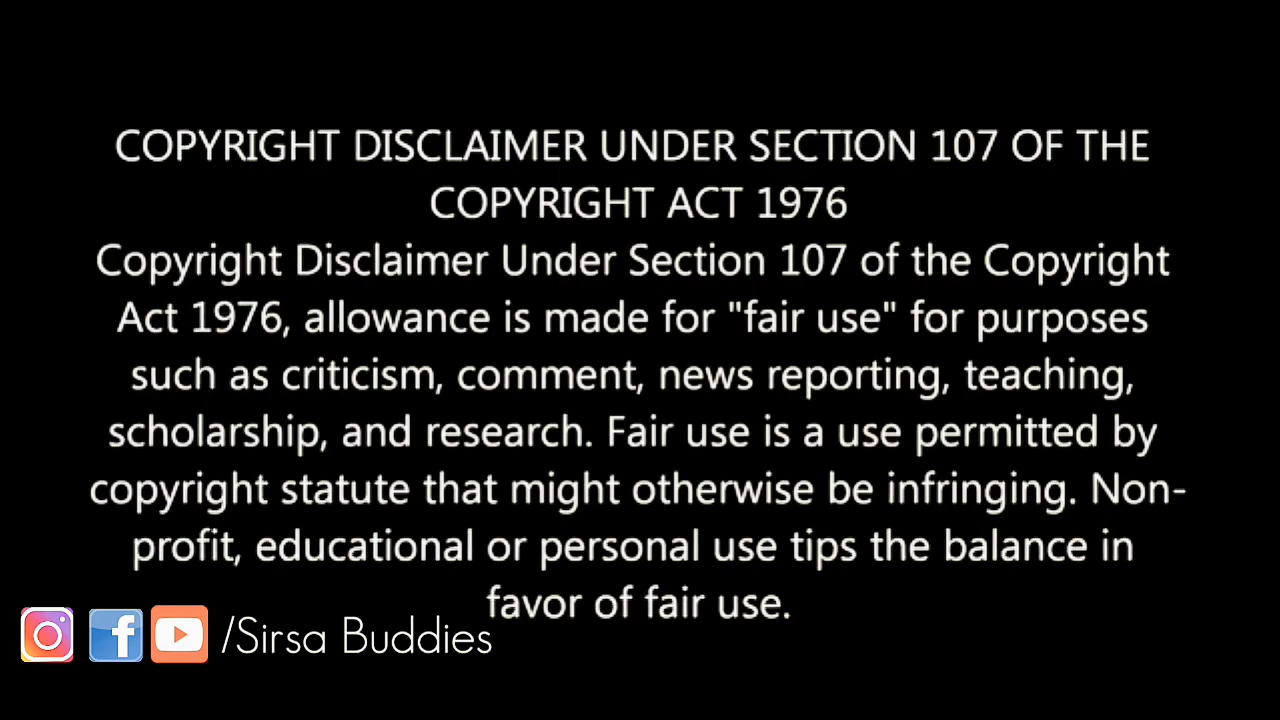 COPYRIGHT DISCLAIMER UNDER SECTION 107 OF THE
COPYRIGHT ACT 1976
Copyright Disclaimer Under Section 107 of the Copyright
Act 1976, allowance is made for "fair use" for purposes
such as criticism, comment, news reporting, teaching,
scholarship, and research. Fair use is a use permitted by
copyright statute that might otherwise be infringing. Non-
profit, educational or personal use tips the balance in
favor of fair use.
/Sirsa Buddies